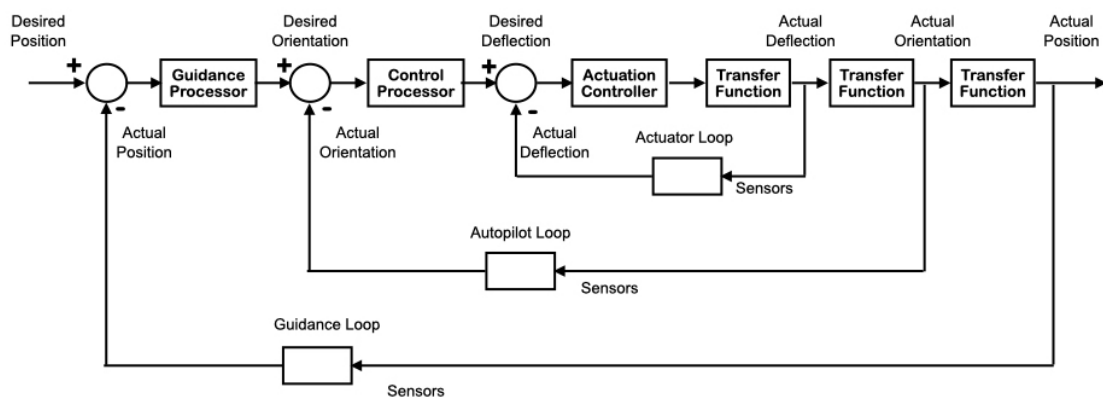 Desired
Position
Desired
Orientation
Desired
Deflection
Actual
Deflection
Actual
Orientation
Actual
Position
+
+
+
Guidance
Processor
Control
Processor
Actuation
Controller
Transfer
Function
Transfer
Function
Transfer
Function
-
-
-
Actual
Position
Actual
Orientation
Actual
Deflection
Actuator Loop
Sensors
Autopilot Loop
Sensors
Guidance Loop
Sensors